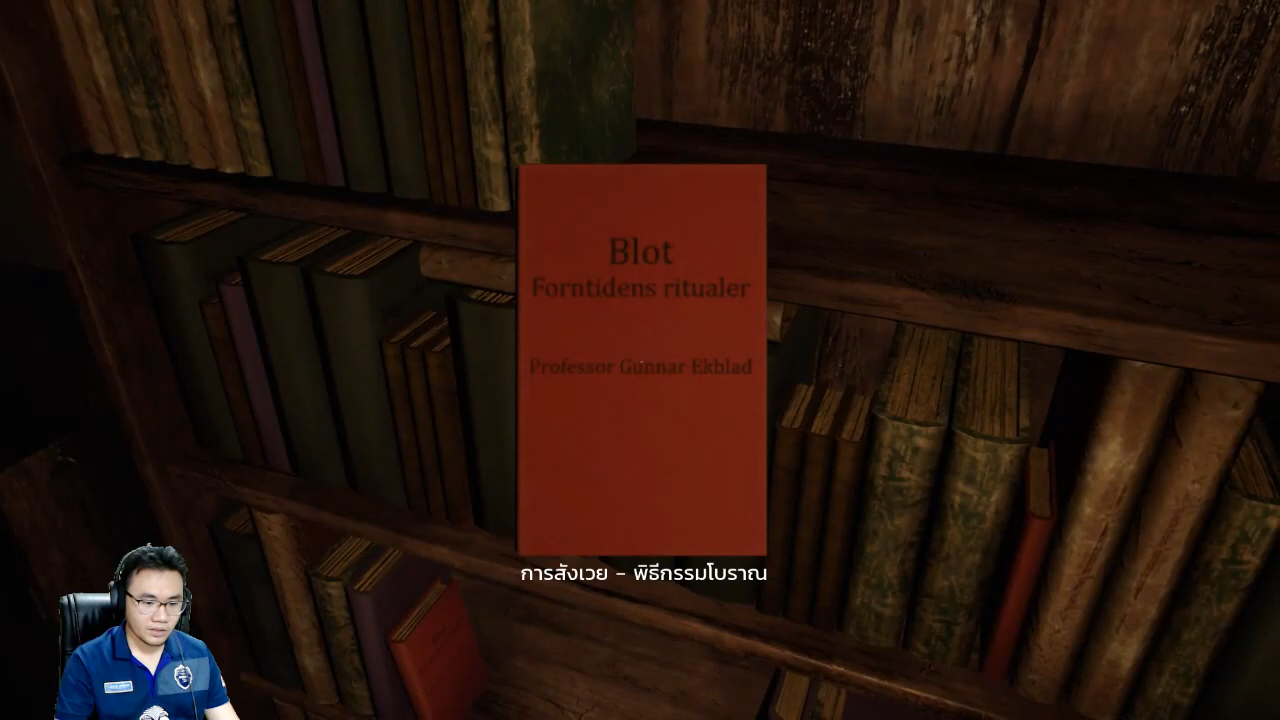 Blot
Forntidens ritualer
Professor Gunnar Ekblad
การสังเวย - พิธีกรรมโบราณ